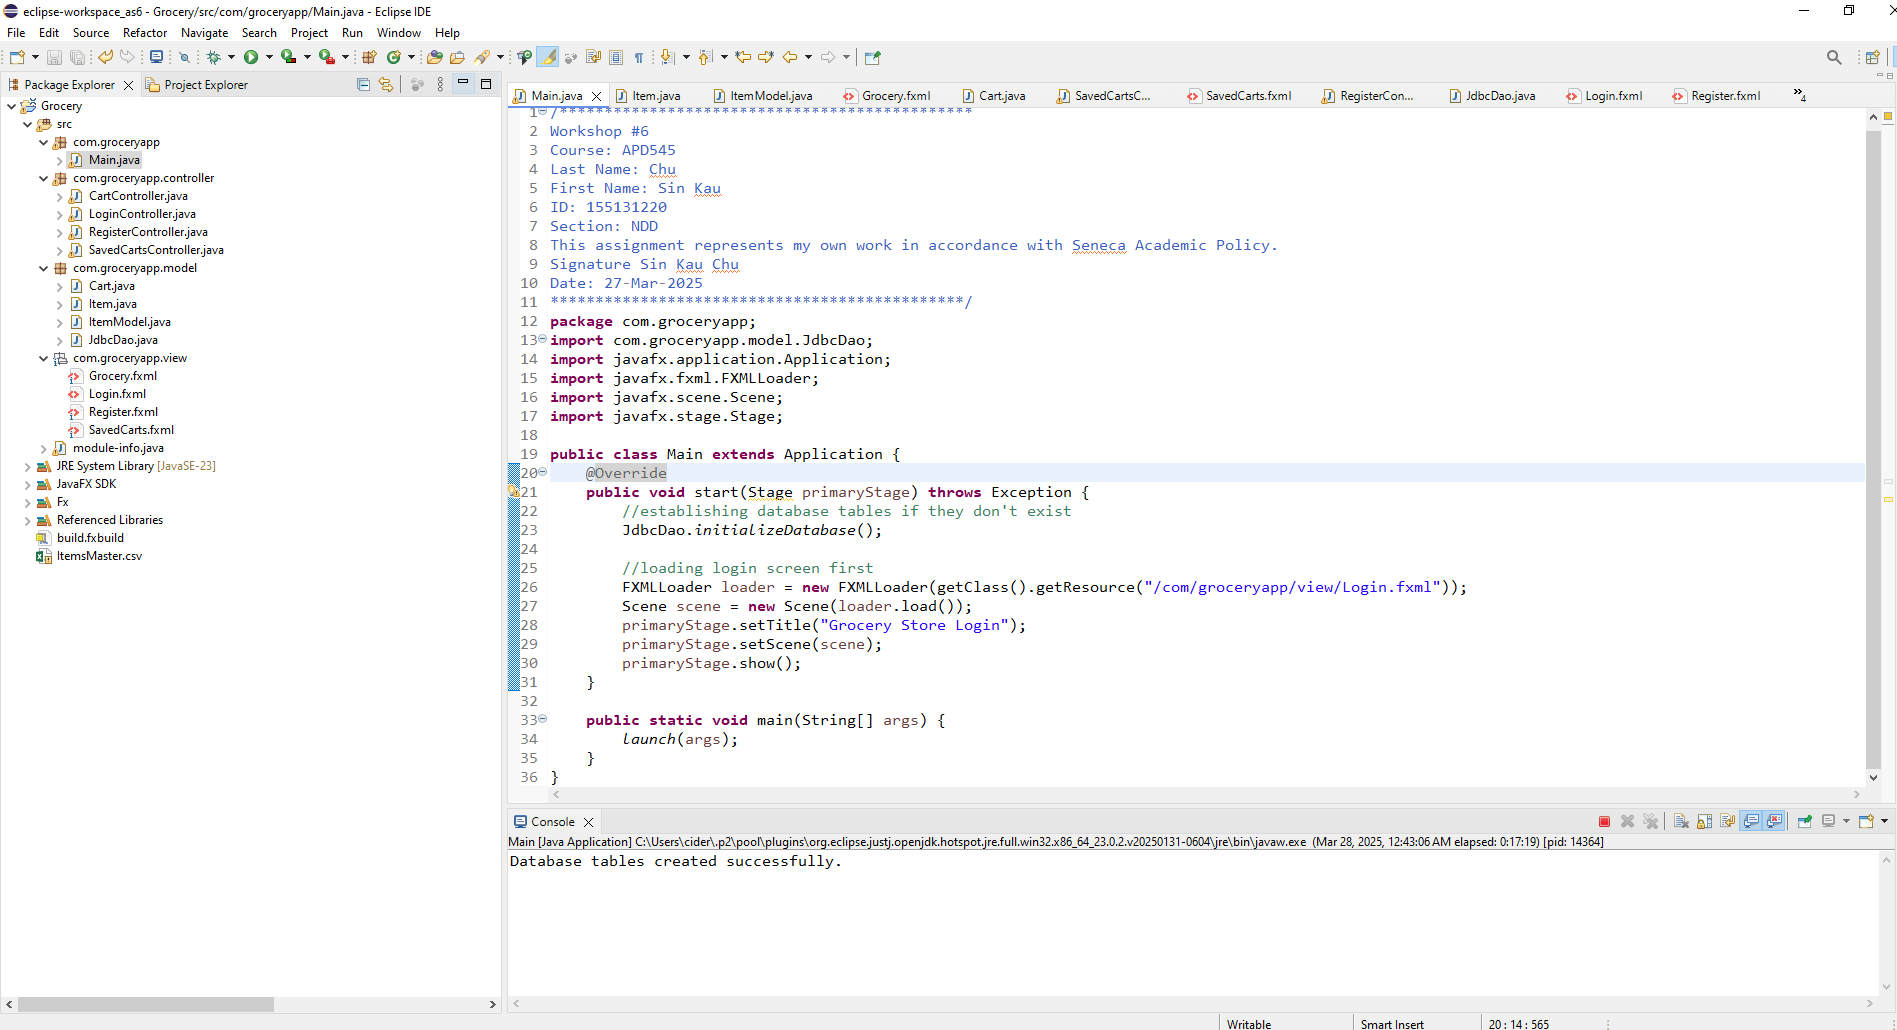 eclipse-workspace_as6 - Grocery/src/com/groceryapp/Main.java - Eclipse IDE
File Edit Source Refactor Navigate Search Project Run Window Help
Package Explorer Project Explorer
Grocery
src
com.groceryapp
Main.java
com.groceryapp.controller
CartController.java
LoginController.java
RegisterController.java
SavedCartsController.java
com.groceryapp.model
Cart.java
Item.java
ItemModel.java
JdbcDao.java
com.groceryapp.view
Grocery.fxml
Login.fxml
Register.fxml
SavedCarts.fxml
module-info.java
JRE System Library [JavaSE-23]
JavaFX SDK
Fx
Referenced Libraries
build.fxbuild
ItemsMaster.csv
Main.java Item.java ItemModel.java Grocery.fxml Cart.java SavedCartsC... SavedCarts.fxml RegisterCon... JdbcDao.java Login.fxml Register.fxml »4
1 /**********************************************
2 Workshop #6
3 Course: APD545
4 Last Name: Chu
5 First Name: Sin Kau
6 ID: 155131220
7 Section: NDD
8 This assignment represents my own work in accordance with Seneca Academic Policy.
9 Signature Sin Kau Chu
10 Date: 27-Mar-2025
11 **********************************************/
12 package com.groceryapp;
13 import com.groceryapp.model.JdbcDao;
14 import javafx.application.Application;
15 import javafx.fxml.FXMLLoader;
16 import javafx.scene.Scene;
17 import javafx.stage.Stage;
18
19 public class Main extends Application {
20     @Override
21     public void start(Stage primaryStage) throws Exception {
22         //establishing database tables if they don't exist
23         JdbcDao.initializeDatabase();
24
25         //loading login screen first
26         FXMLLoader loader = new FXMLLoader(getClass().getResource("/com/groceryapp/view/Login.fxml"));
27         Scene scene = new Scene(loader.load());
28         primaryStage.setTitle("Grocery Store Login");
29         primaryStage.setScene(scene);
30         primaryStage.show();
31     }
32
33     public static void main(String[] args) {
34         launch(args);
35     }
36 }
Console
Main [Java Application] C:\Users\cider\.p2\pool\plugins\org.eclipse.justj.openjdk.hotspot.jre.full.win32.x86_64_23.0.2.v20250131-0604\jre\bin\javaw.exe (Mar 28, 2025, 12:43:06 AM elapsed: 0:17:19) [pid: 14364]
Database tables created successfully.
Writable Smart Insert 20 : 14 : 565